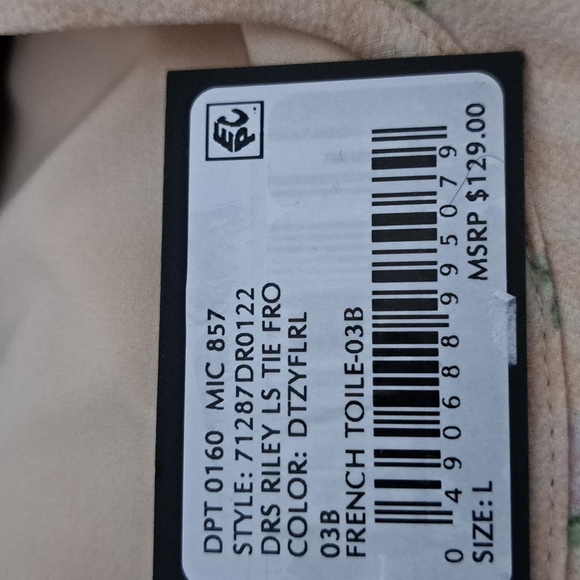 EPC
DPT 0160 MIC 857
STYLE: 71287DR0122
DRS RILEY LS TIE FRO
COLOR: DTZYFLRL
03B
FRENCH TOILE-03B
0 490688 995079
SIZE: L
MSRP $129.00